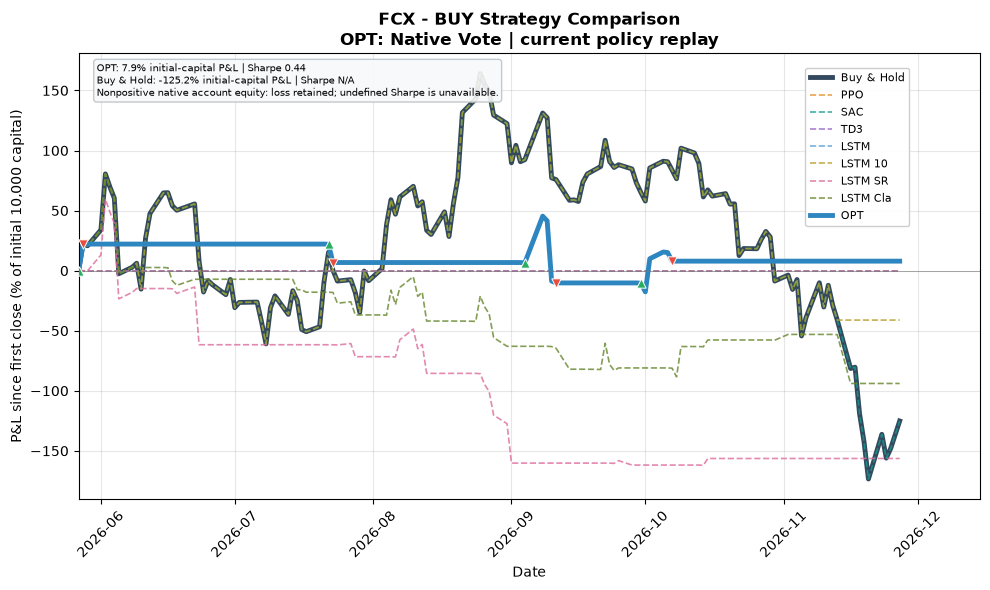 FCX - BUY Strategy Comparison
OPT: Native Vote | current policy replay
OPT: 7.9% initial-capital P&L | Sharpe 0.44
Buy & Hold: -125.2% initial-capital P&L | Sharpe N/A
Nonpositive native account equity: loss retained; undefined Sharpe is unavailable.
Buy & Hold
PPO
SAC
TD3
LSTM
LSTM 10
LSTM SR
LSTM Cla
OPT
P&L since first close (% of initial 10,000 capital)
150
100
50
0
−50
−100
−150
2026-06
2026-07
2026-08
2026-09
2026-10
2026-11
2026-12
Date